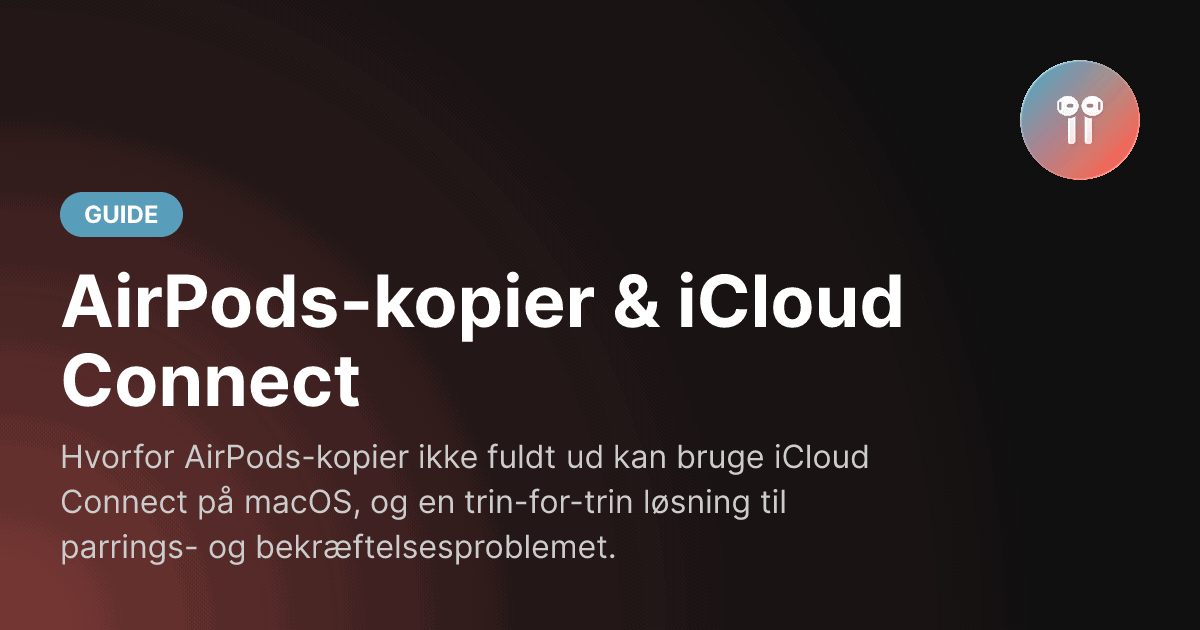 GUIDE
AirPods-kopier & iCloud
Connect
Hvorfor AirPods-kopier ikke fuldt ud kan bruge iCloud
Connect på macOS, og en trin-for-trin løsning til
parrings- og bekræftelsesproblemet.